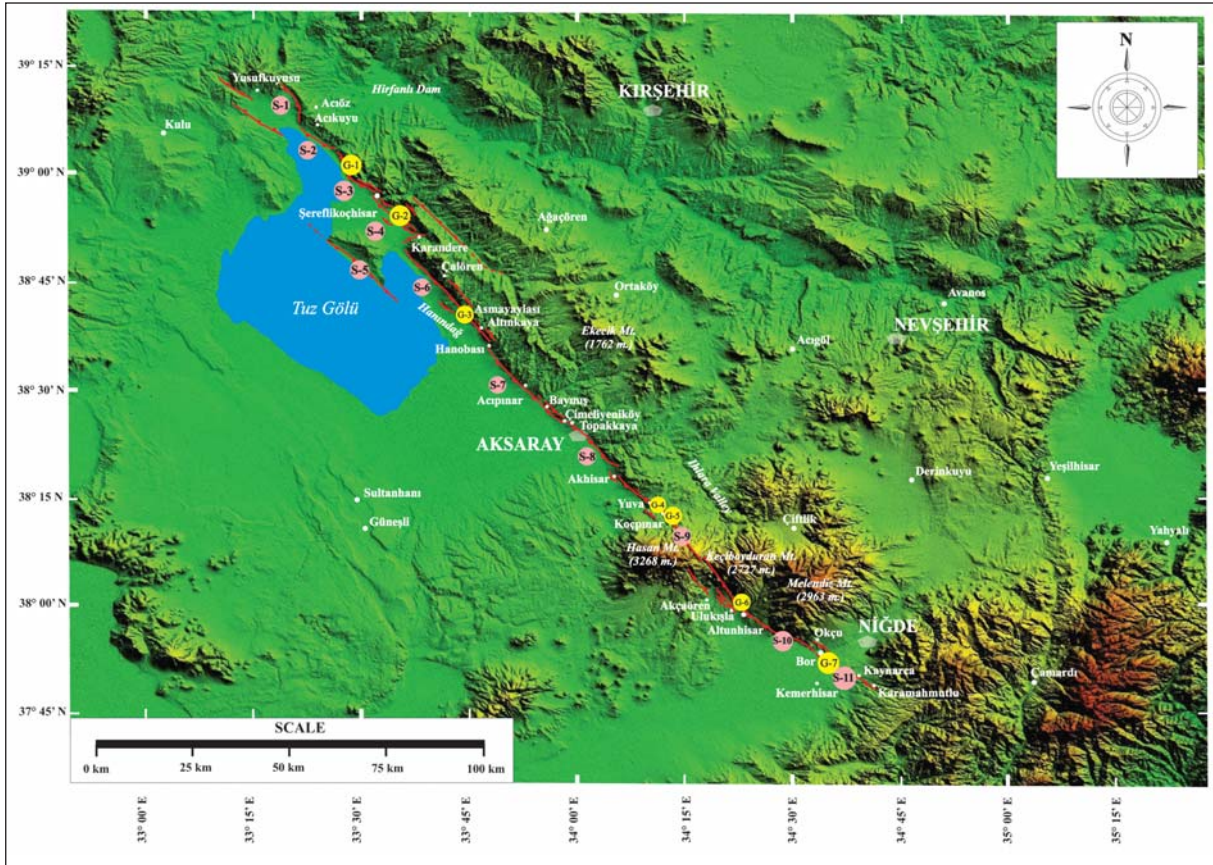 N
39° 15' N
39° 00' N
38° 45' N
38° 30' N
38° 15' N
38° 00' N
37° 45' N
Yusufkuyusu
S-1
Acıöz
Acıkuyu
Hirfanlı Dam
KIRŞEHİR
Kulu
S-2
G-1
S-3
Şereflikoçhisar
G-2
S-4
Karandere
Ağaçören
S-5
Çalören
S-6
Ortaköy
Avanos
Tuz Gölü
Hanındağ
G-3
Asmayaylası
Altınkaya
Ekecik Mt.
(1762 m.)
NEVŞEHİR
Hanobası
Acıgöl
S-7
Acıpınar
Bayınış
Çimeliyeniköy
Topakkaya
AKSARAY
S-8
Akhisar
Ihlara Valley
Derinkuyu
Yeşilhisar
Sultanhanı
Güneşli
Yuva
G-4
G-5
Koçpınar
S-9
Çiftlik
Yahyalı
Hasan Mt.
(3268 m.)
Keçiboyduran Mt.
(2727 m.)
Melendiz Mt.
(2963 m.)
Akçaören
G-6
Ulukışla
Altunhisar
S-10
Okçu
NİĞDE
Bor
G-7
S-11
Kaynarca
Kemerhisar
Karamahmutlu
Çamardı
SCALE
0 km
25 km
50 km
75 km
100 km
33° 00' E
33° 15' E
33° 30' E
33° 45' E
34° 00' E
34° 15' E
34° 30' E
34° 45' E
35° 00' E
35° 15' E